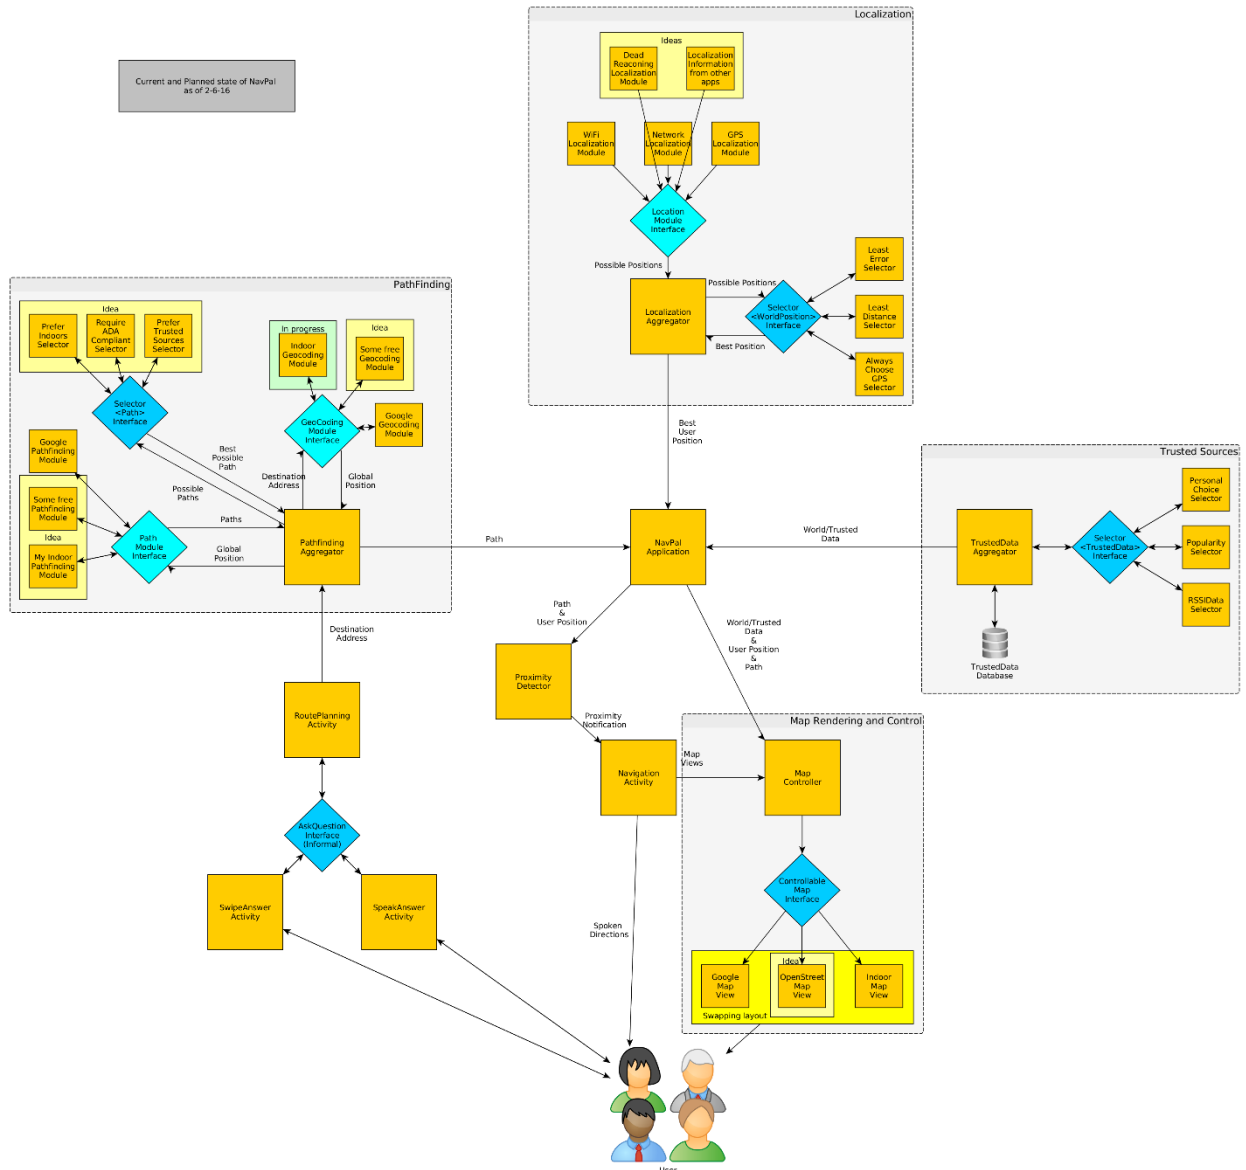 Localization
Ideas
Dead
Reaconing
Localization
Module
Localization
Information
from other
apps
Current and Planned state of NavPal
as of 2-6-16
WiFi
Localization
Module
Network
Localization
Module
GPS
Localization
Module
Location
Module
Interface
Possible Positions
Least
Error
Selector
Possible Positions
Localization
Aggregator
Selector
<WorldPosition>
Interface
Least
Distance
Selector
Best Position
Always
Choose
GPS
Selector
PathFinding
Idea
Prefer
Indoors
Selector
Require
ADA
Compliant
Selector
Prefer
Trusted
Sources
Selector
In progress
Indoor
Geocoding
Module
Idea
Some free
Geocoding
Module
Selector
<Path>
Interface
GeoCoding
Module
Interface
Google
Geocoding
Module
Google
Pathfinding
Module
Best
Possible
Path
Possible
Paths
Destination
Address
Global
Position
Some free
Pathfinding
Module
Idea
My Indoor
Pathfinding
Module
Path
Module
Interface
Paths
Global
Position
Pathfinding
Aggregator
Path
Best
User
Position
NavPal
Application
World/Trusted
Data
Trusted Sources
TrustedData
Aggregator
Selector
<TrustedData>
Interface
Personal
Choice
Selector
Popularity
Selector
RSSIData
Selector
TrustedData
Database
Destination
Address
Path
&
User Position
World/Trusted
Data
&
User Position
&
Path
Proximity
Detector
RoutePlanning
Activity
Proximity
Notification
Map Rendering and Control
Navigation
Activity
Map
Views
Map
Controller
AskQuestion
Interface
(Informal)
SwipeAnswer
Activity
SpeakAnswer
Activity
Controllable
Map
Interface
Spoken
Directions
Idea
Google
Map
View
OpenStreet
Map
View
Indoor
Map
View
Swapping layout